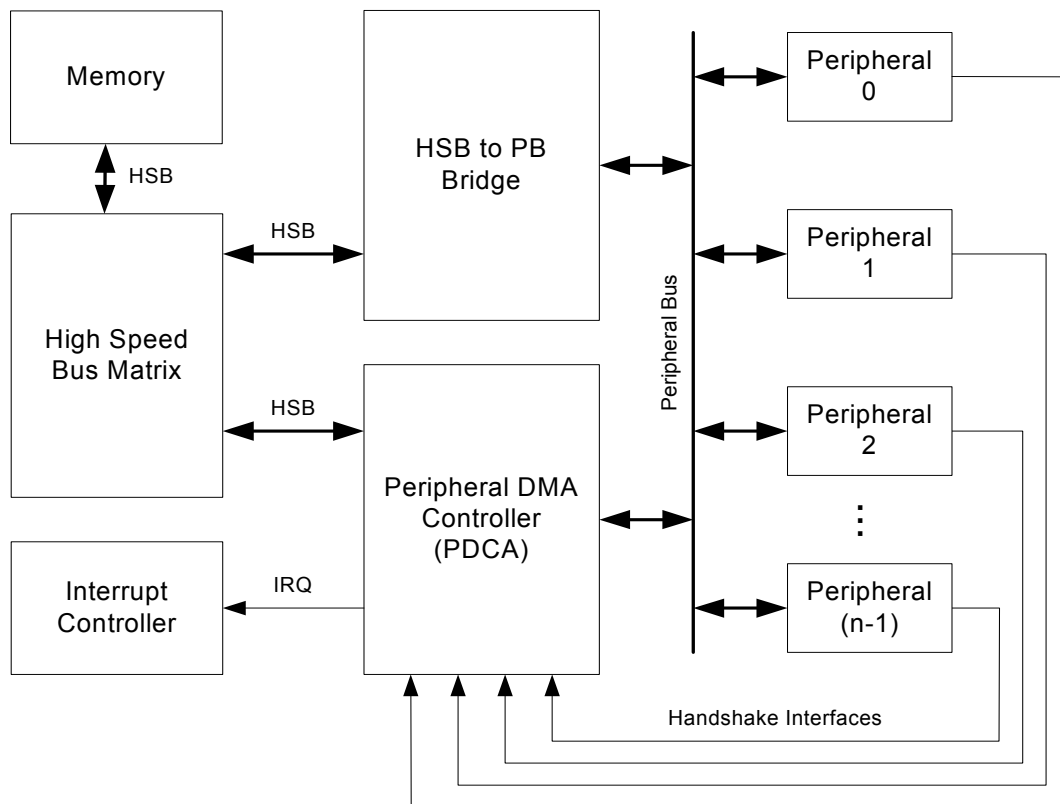 Memory
HSB
High Speed
Bus Matrix
Interrupt
Controller
HSB
HSB
IRQ
HSB to PB
Bridge
Peripheral DMA
Controller
(PDCA)
Peripheral Bus
Peripheral
0
Peripheral
1
Peripheral
2
⋮
Peripheral
(n-1)
Handshake Interfaces